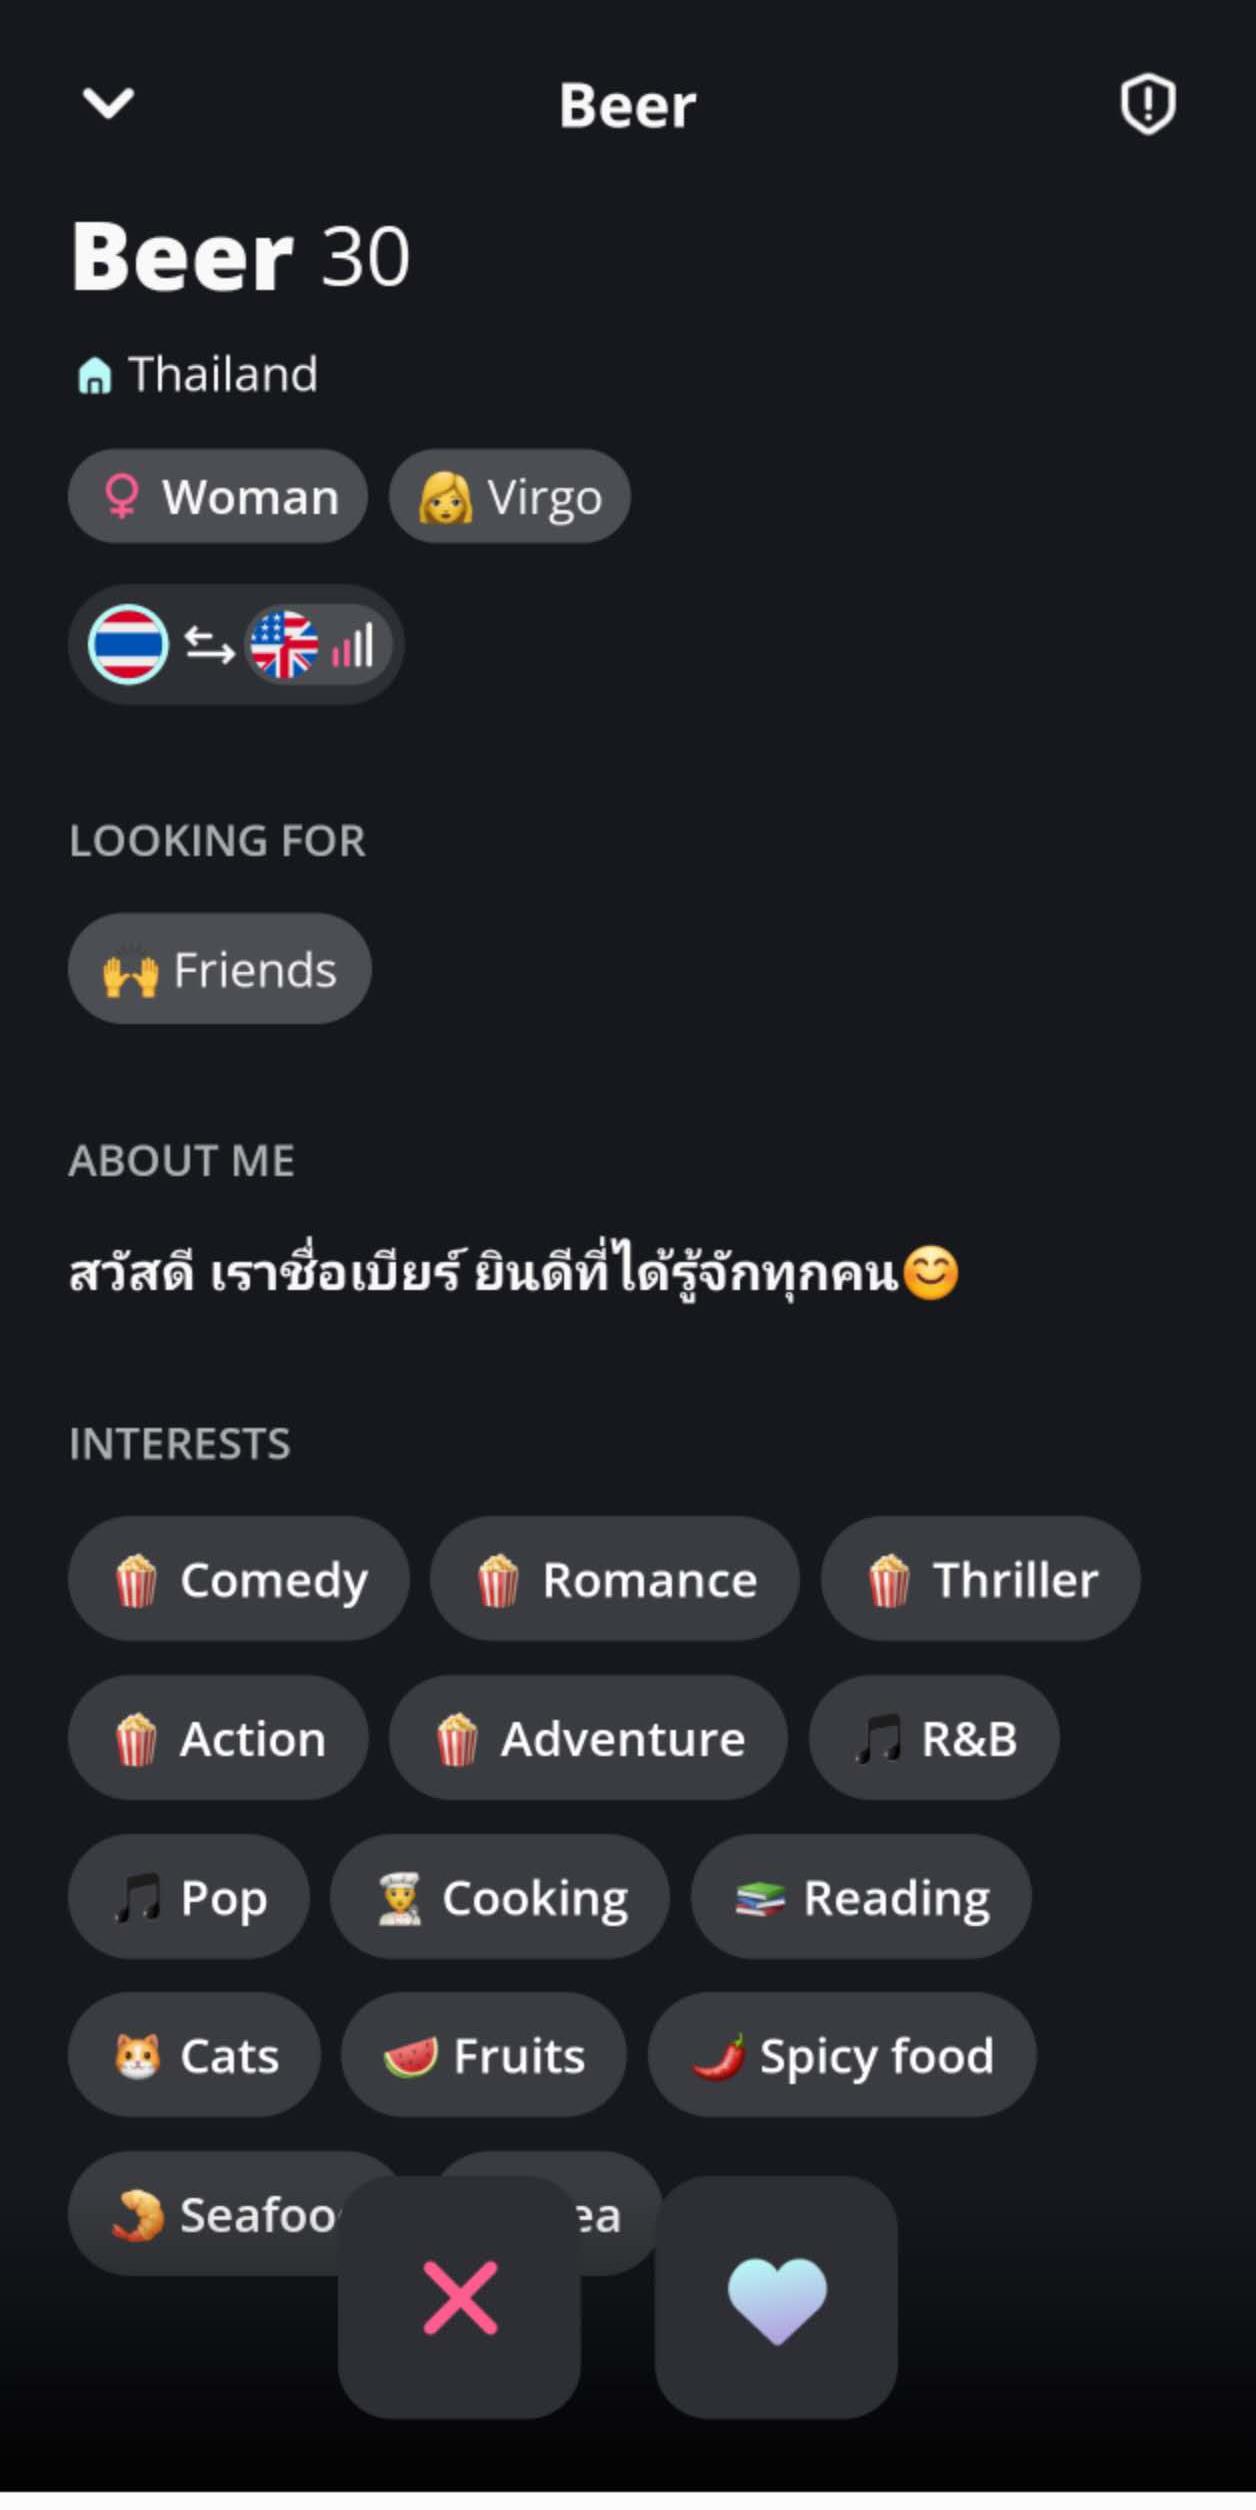 Beer
Beer 30
Thailand
Woman Virgo
LOOKING FOR
Friends
ABOUT ME
สวัสดี เราชื่อเบียร์ ยินดีที่ได้รู้จักทุกคน😊
INTERESTS
Comedy Romance Thriller
Action Adventure R&B
Pop Cooking Reading
Cats Fruits Spicy food